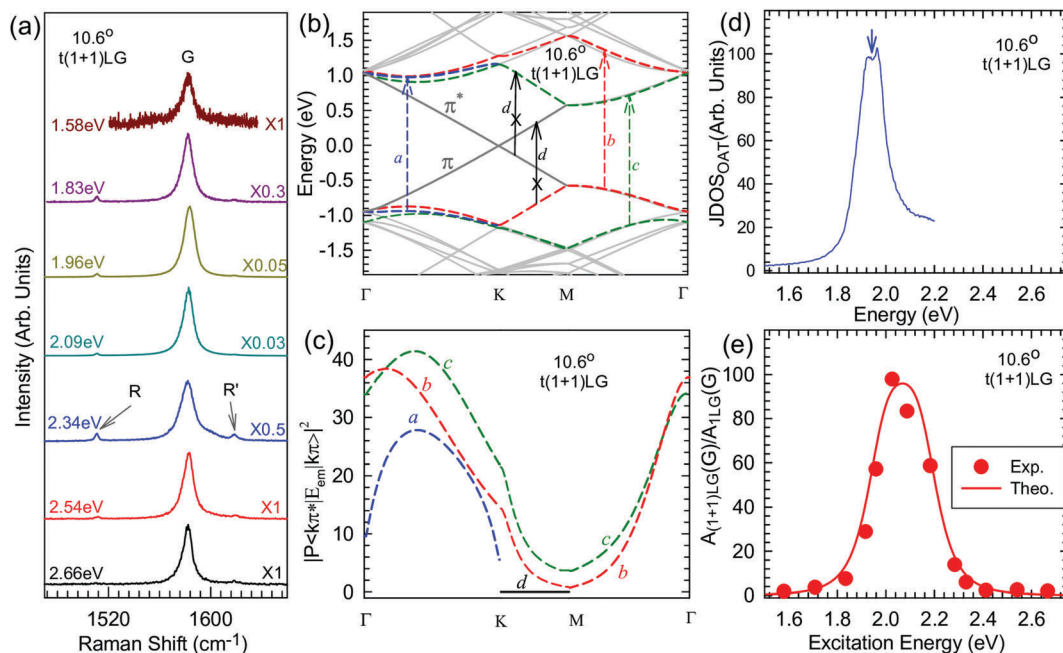 (a)
10.6°
t(1+1)LG
G
1.58eV
X1
1.83eV
X0.3
1.96eV
X0.05
2.09eV
X0.03
R
R'
2.34eV
X0.5
2.54eV
X1
2.66eV
X1
Intensity (Arb. Units)
1520
1600
Raman Shift (cm-1)
(b)
10.6°
t(1+1)LG
1.5
1.0
0.5
0.0
-0.5
-1.0
-1.5
Energy (eV)
π*
π
a
d
d
b
c
X
X
Γ
K
M
Γ
(c)
10.6°
t(1+1)LG
40
30
20
10
0
|P<kπ*|Eem|kπ>|2
a
b
c
d
c
b
Γ
K
M
Γ
(d)
10.6°
t(1+1)LG
100
80
60
40
20
0
JDOSOAT(Arb. Units)
1.6
1.8
2.0
2.2
2.4
2.6
Energy (eV)
(e)
10.6°
t(1+1)LG
100
80
60
40
20
0
A(1+1)LG(G)/A1LG(G)
Exp.
Theo.
1.6
1.8
2.0
2.2
2.4
2.6
Excitation Energy (eV)